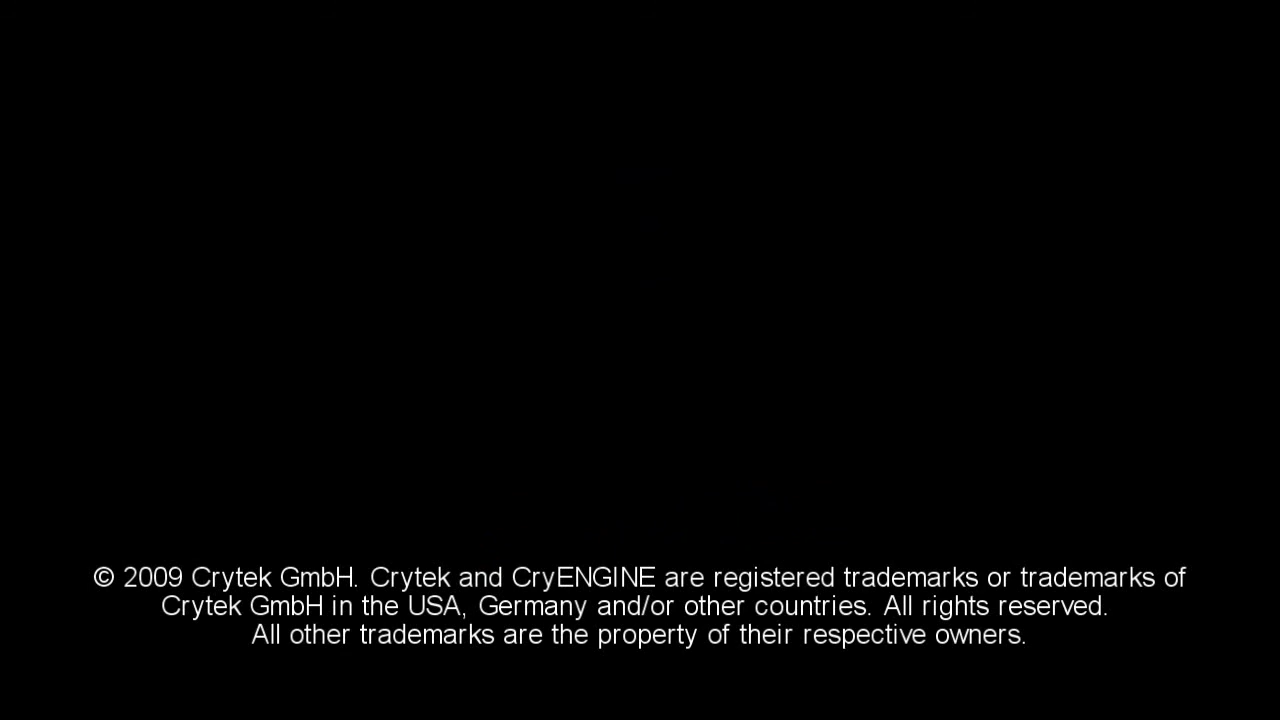 © 2009 Crytek GmbH. Crytek and CryENGINE are registered trademarks or trademarks of
Crytek GmbH in the USA, Germany and/or other countries. All rights reserved.
All other trademarks are the property of their respective owners.